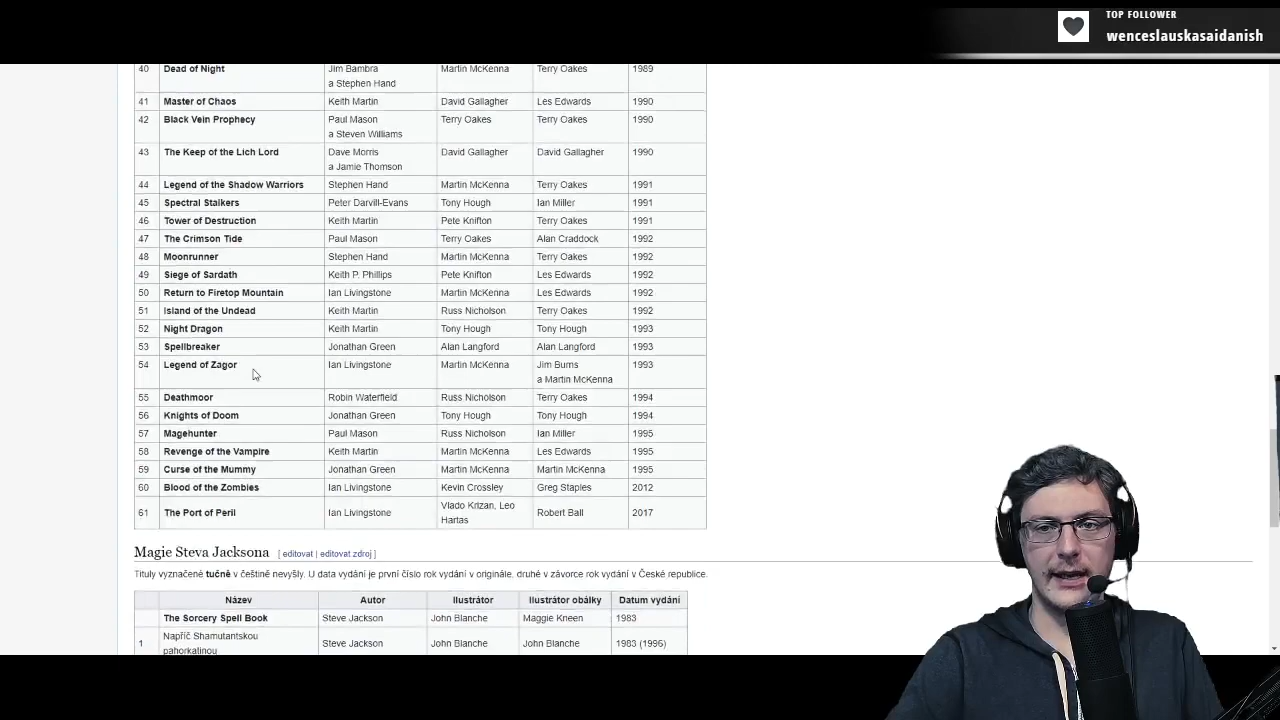 TOP FOLLOWER
wenceslauskasaidanish
40 Dead of Night Jim Bambra a Stephen Hand Martin McKenna Terry Oakes 1989
41 Master of Chaos Keith Martin David Gallagher Les Edwards 1990
42 Black Vein Prophecy Paul Mason a Steven Williams Terry Oakes Terry Oakes 1990
43 The Keep of the Lich Lord Dave Morris a Jamie Thomson David Gallagher David Gallagher 1990
44 Legend of the Shadow Warriors Stephen Hand Martin McKenna Terry Oakes 1991
45 Spectral Stalkers Peter Darvill-Evans Tony Hough Ian Miller 1991
46 Tower of Destruction Keith Martin Pete Knifton Terry Oakes 1991
47 The Crimson Tide Paul Mason Terry Oakes Alan Craddock 1992
48 Moonrunner Stephen Hand Martin McKenna Terry Oakes 1992
49 Siege of Sardath Keith P. Phillips Pete Knifton Les Edwards 1992
50 Return to Firetop Mountain Ian Livingstone Martin McKenna Les Edwards 1992
51 Island of the Undead Keith Martin Russ Nicholson Terry Oakes 1992
52 Night Dragon Keith Martin Tony Hough Tony Hough 1993
53 Spellbreaker Jonathan Green Alan Langford Alan Langford 1993
54 Legend of Zagor Ian Livingstone Martin McKenna Jim Burns a Martin McKenna 1993
55 Deathmoor Robin Waterfield Russ Nicholson Terry Oakes 1994
56 Knights of Doom Jonathan Green Tony Hough Tony Hough 1994
57 Magehunter Paul Mason Russ Nicholson Ian Miller 1995
58 Revenge of the Vampire Keith Martin Martin McKenna Les Edwards 1995
59 Curse of the Mummy Jonathan Green Martin McKenna Martin McKenna 1995
60 Blood of the Zombies Ian Livingstone Kevin Crossley Greg Staples 2012
61 The Port of Peril Ian Livingstone Vlado Krizan, Leo Hartas Robert Ball 2017
Magie Steva Jacksona [ editovat | editovat zdroj ]
Tituly vyznačené tučně v češtině nevyšly. U data vydání je první číslo rok vydání v originále, druhé v závorce rok vydání v České republice.
Název Autor Ilustrátor Ilustrátor obálky Datum vydání
The Sorcery Spell Book Steve Jackson John Blanche Maggie Kneen 1983
1 Napříč Shamutantskou pahorkatinou Steve Jackson John Blanche John Blanche 1983 (1996)